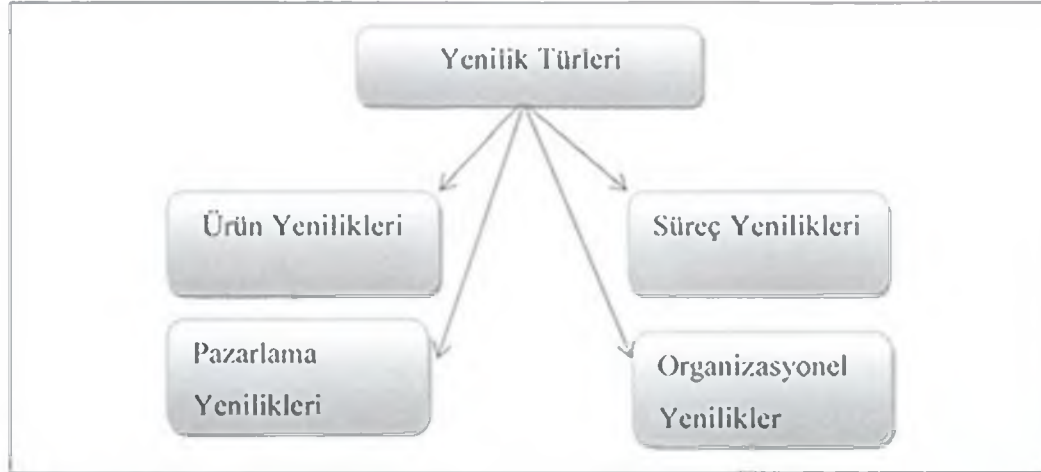 Yenilik Türleri
Ürün Yenilikleri
Süreç Yenilikleri
Pazarlama
Yenilikleri
Organizasyonel
Yenilikler